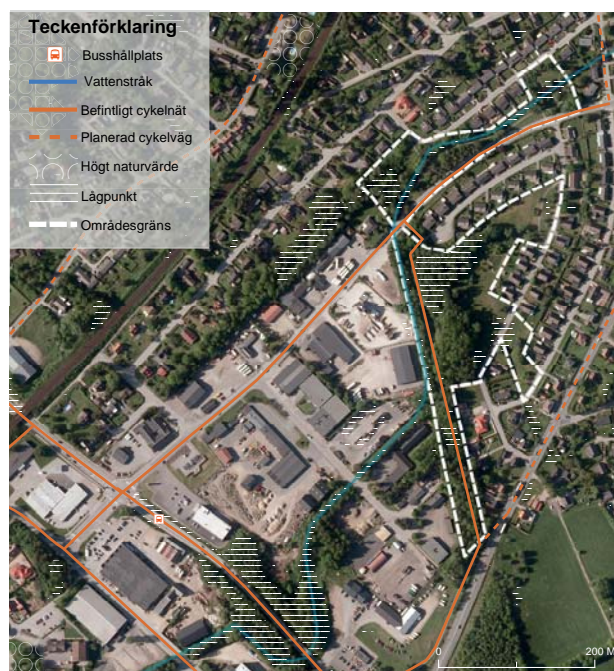 Teckenförklaring
Busshållplats
Vattenstråk
Befintligt cykelnät
Planerad cykelväg
Högt naturvärde
Lågpunkt
Områdesgräns
0 200 M